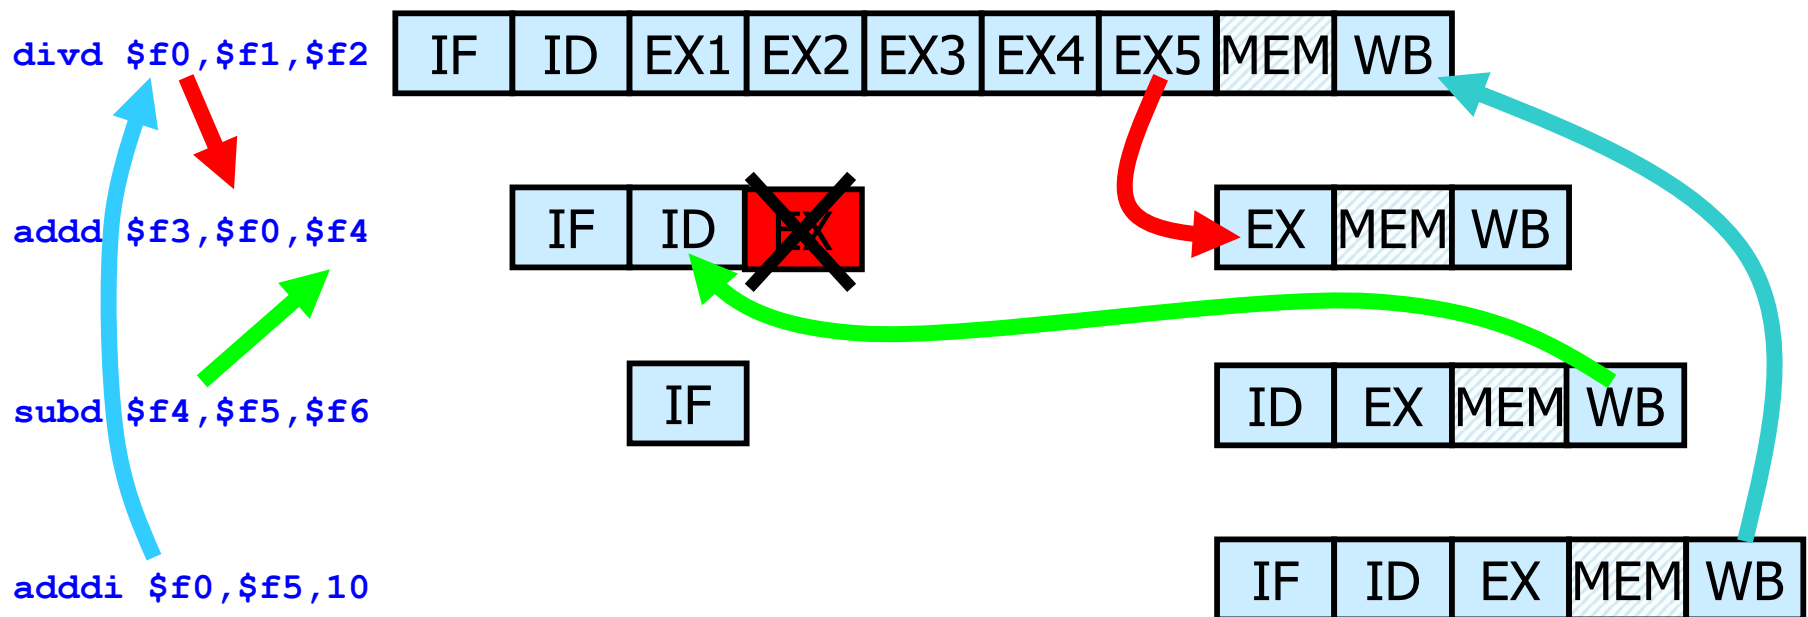 divd $f0,$f1,$f2 IF ID EX1 EX2 EX3 EX4 EX5 MEM WB
addd $f3,$f0,$f4 IF ID EX EX MEM WB
subd $f4,$f5,$f6 IF ID EX MEM WB
adddi $f0,$f5,10 IF ID EX MEM WB